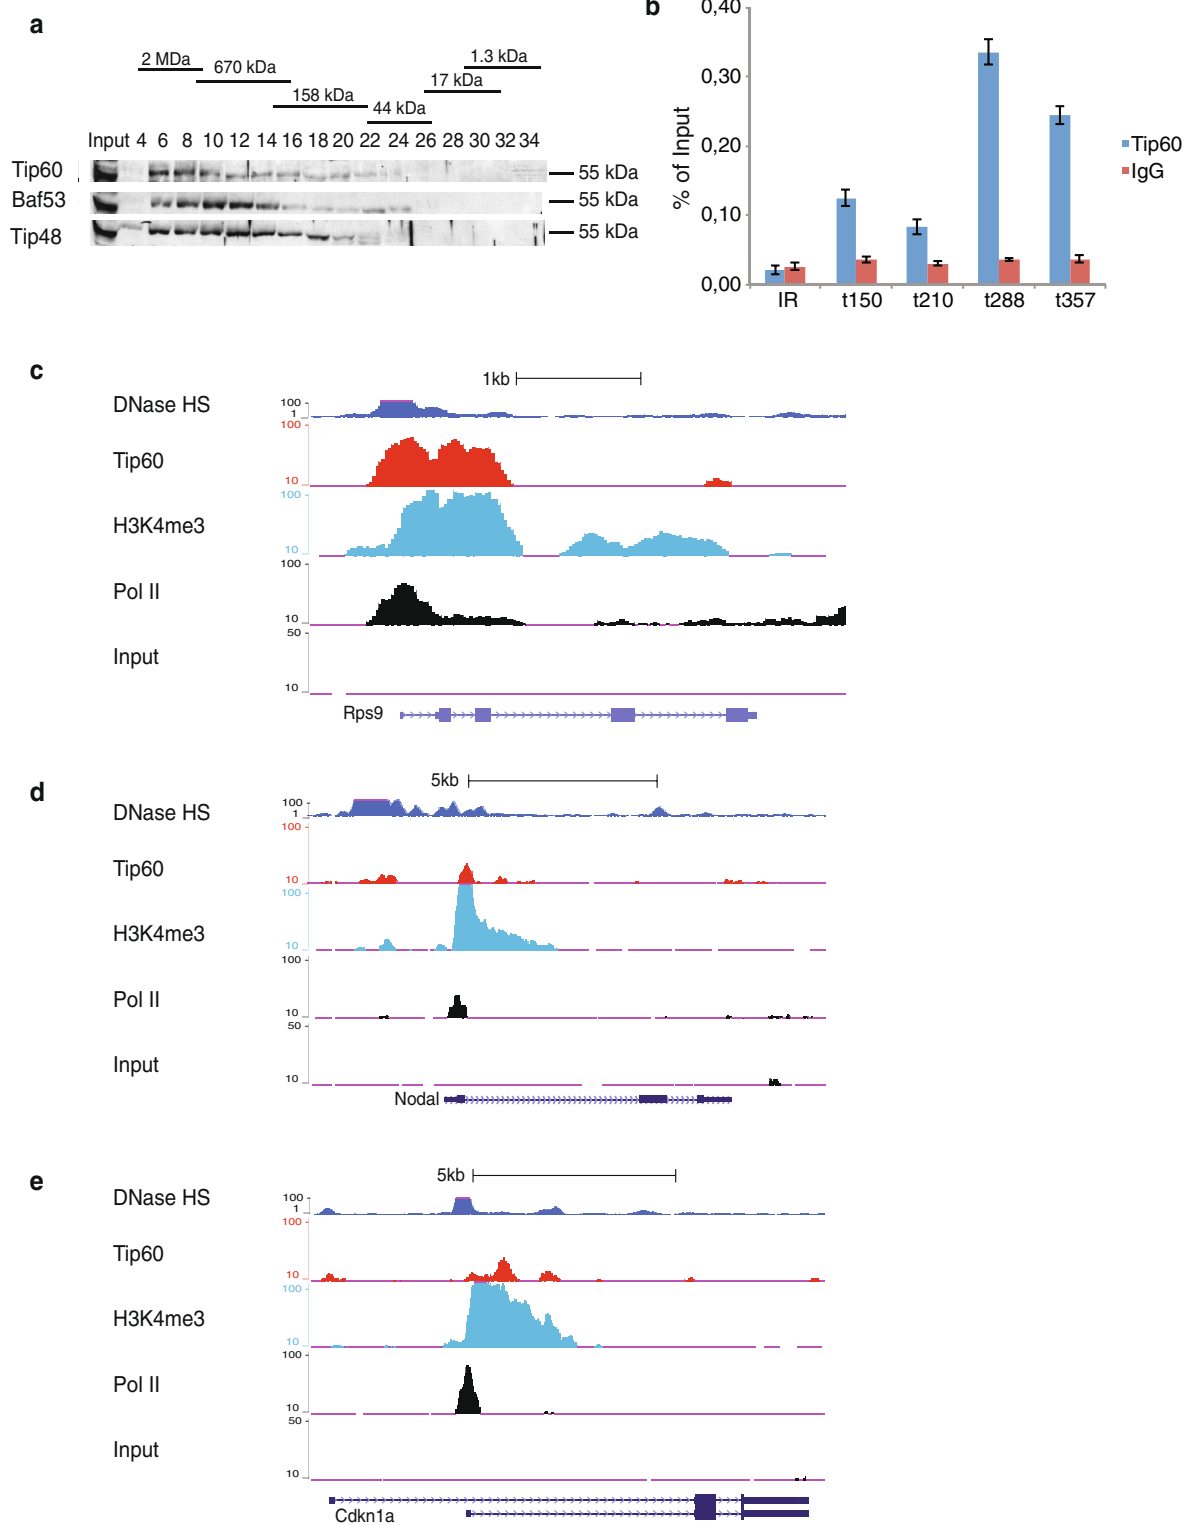 a
2 MDa
670 kDa
158 kDa
44 kDa
17 kDa
1.3 kDa
Input 4 6 8 10 12 14 16 18 20 22 24 26 28 30 32 34
Tip60
55 kDa
Baf53
55 kDa
Tip48
55 kDa
b
% of Input
0,40
0,30
0,20
0,10
0,00
IR t150 t210 t288 t357
Tip60
IgG
c
1kb
DNase HS
100
1
Tip60
100
10
H3K4me3
100
10
Pol II
100
10
Input
50
10
Rps9
d
5kb
DNase HS
100
1
Tip60
100
10
H3K4me3
100
10
Pol II
100
10
Input
50
10
Nodal
e
5kb
DNase HS
100
1
Tip60
100
10
H3K4me3
100
10
Pol II
100
10
Input
50
10
Cdkn1a